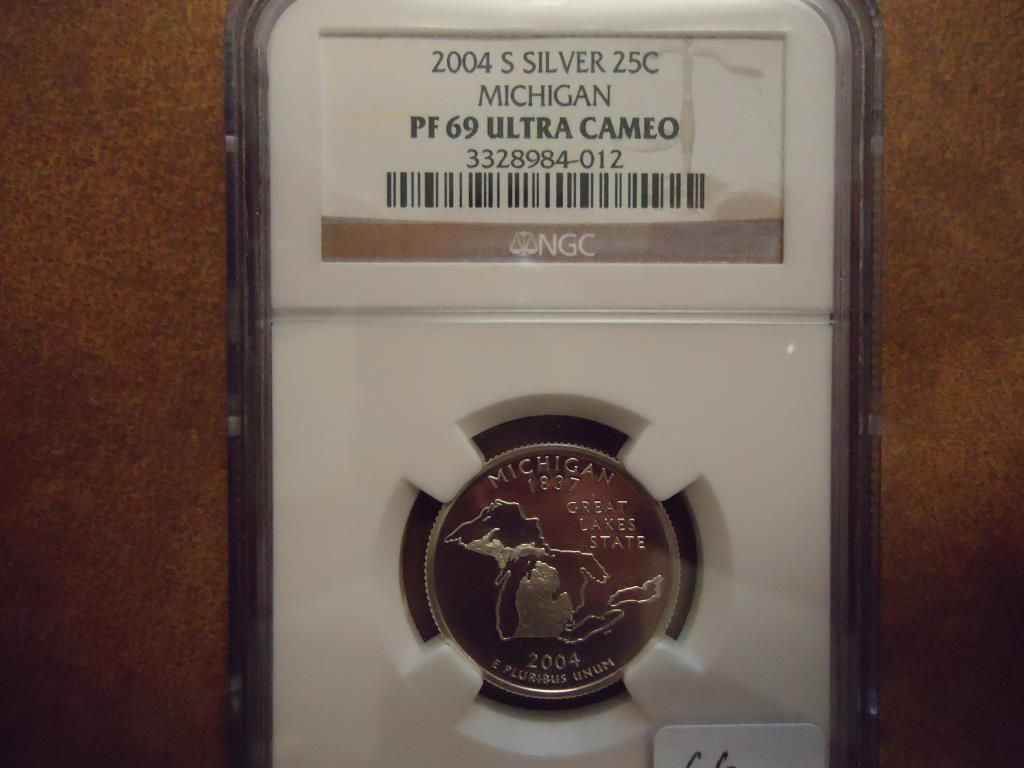 2004 S SILVER 25C
MICHIGAN
PF 69 ULTRA CAMEO
3328984-012
NGC
MICHIGAN
1837
GREAT
LAKES
STATE
2004
E PLURIBUS UNUM